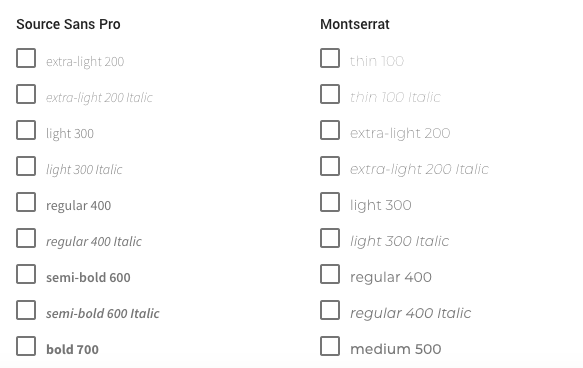 Source Sans Pro
extra-light 200
extra-light 200 Italic
light 300
light 300 Italic
regular 400
regular 400 Italic
semi-bold 600
semi-bold 600 Italic
bold 700
Montserrat
thin 100
thin 100 Italic
extra-light 200
extra-light 200 Italic
light 300
light 300 Italic
regular 400
regular 400 Italic
medium 500